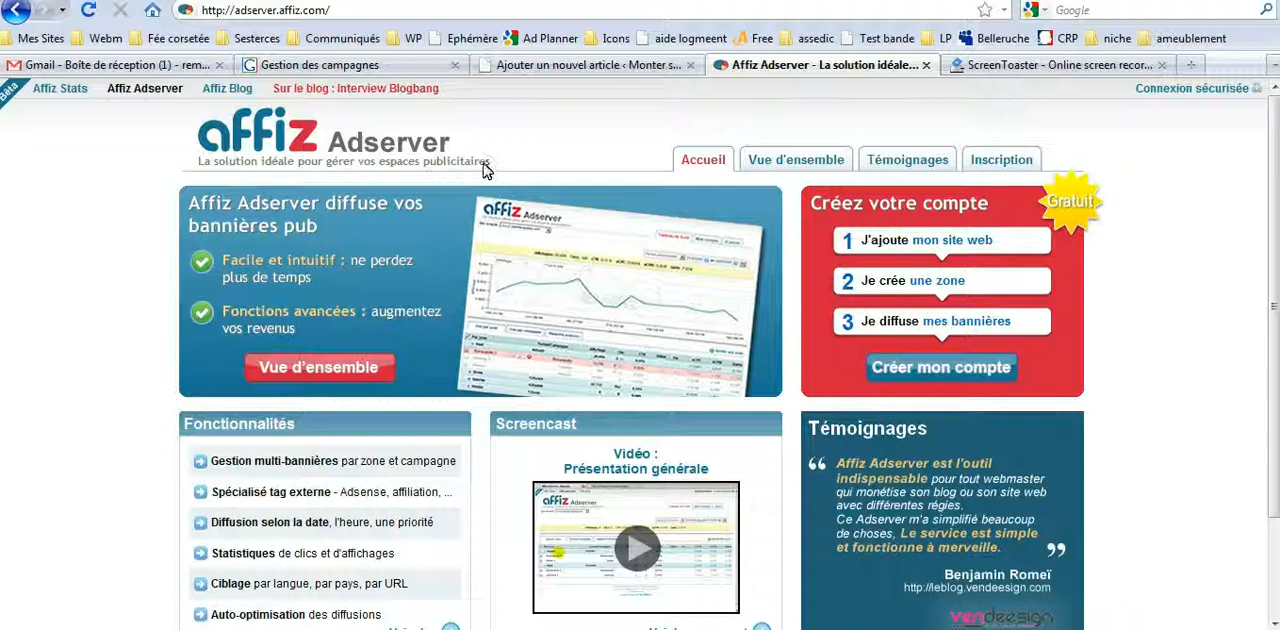 http://adserver.affiz.com/
Google
Mes Sites Webm Fée corsetée Sestercos Communiqués WP Ephémère Ad Planner Icons aide logmeent Free assedic Test bande LP Belleruche CRP niche ameublement
Gmail - Boîte de réception (1) - rem... Gestion des campagnes Ajouter un nouvel article ‹ Monter s... Affiz Adserver - La solution idéale... ScreenToaster - Online screen recor...
Bêta Affiz Stats Affiz Adserver Affiz Blog Sur le blog : Interview Blogbang Connexion sécurisée
affiz Adserver
La solution idéale pour gérer vos espaces publicitaires
Accueil Vue d'ensemble Témoignages Inscription
Affiz Adserver diffuse vos
bannières pub
Facile et intuitif : ne perdez
plus de temps
Fonctions avancées : augmentez
vos revenus
Vue d'ensemble
affiz Adserver
Créez votre compte
Gratuit
1 J'ajoute mon site web
2 Je crée une zone
3 Je diffuse mes bannières
Créer mon compte
Fonctionnalités
Gestion multi-bannières par zone et campagne
Spécialisé tag externe - Adsense, affiliation, ...
Diffusion selon la date, l'heure, une priorité
Statistiques de clics et d'affichages
Ciblage par langue, par pays, par URL
Auto-optimisation des diffusions
Screencast
Vidéo :
Présentation générale
affiz Adserver
Témoignages
“ Affiz Adserver est l'outil
indispensable pour tout webmaster
qui monétise son blog ou son site web
avec différentes régies.
Ce Adserver m'a simplifié beaucoup
de choses, Le service est simple
et fonctionne à merveille. ”
Benjamin Romeï
http://leblog.vendeesign.com
vendeesign